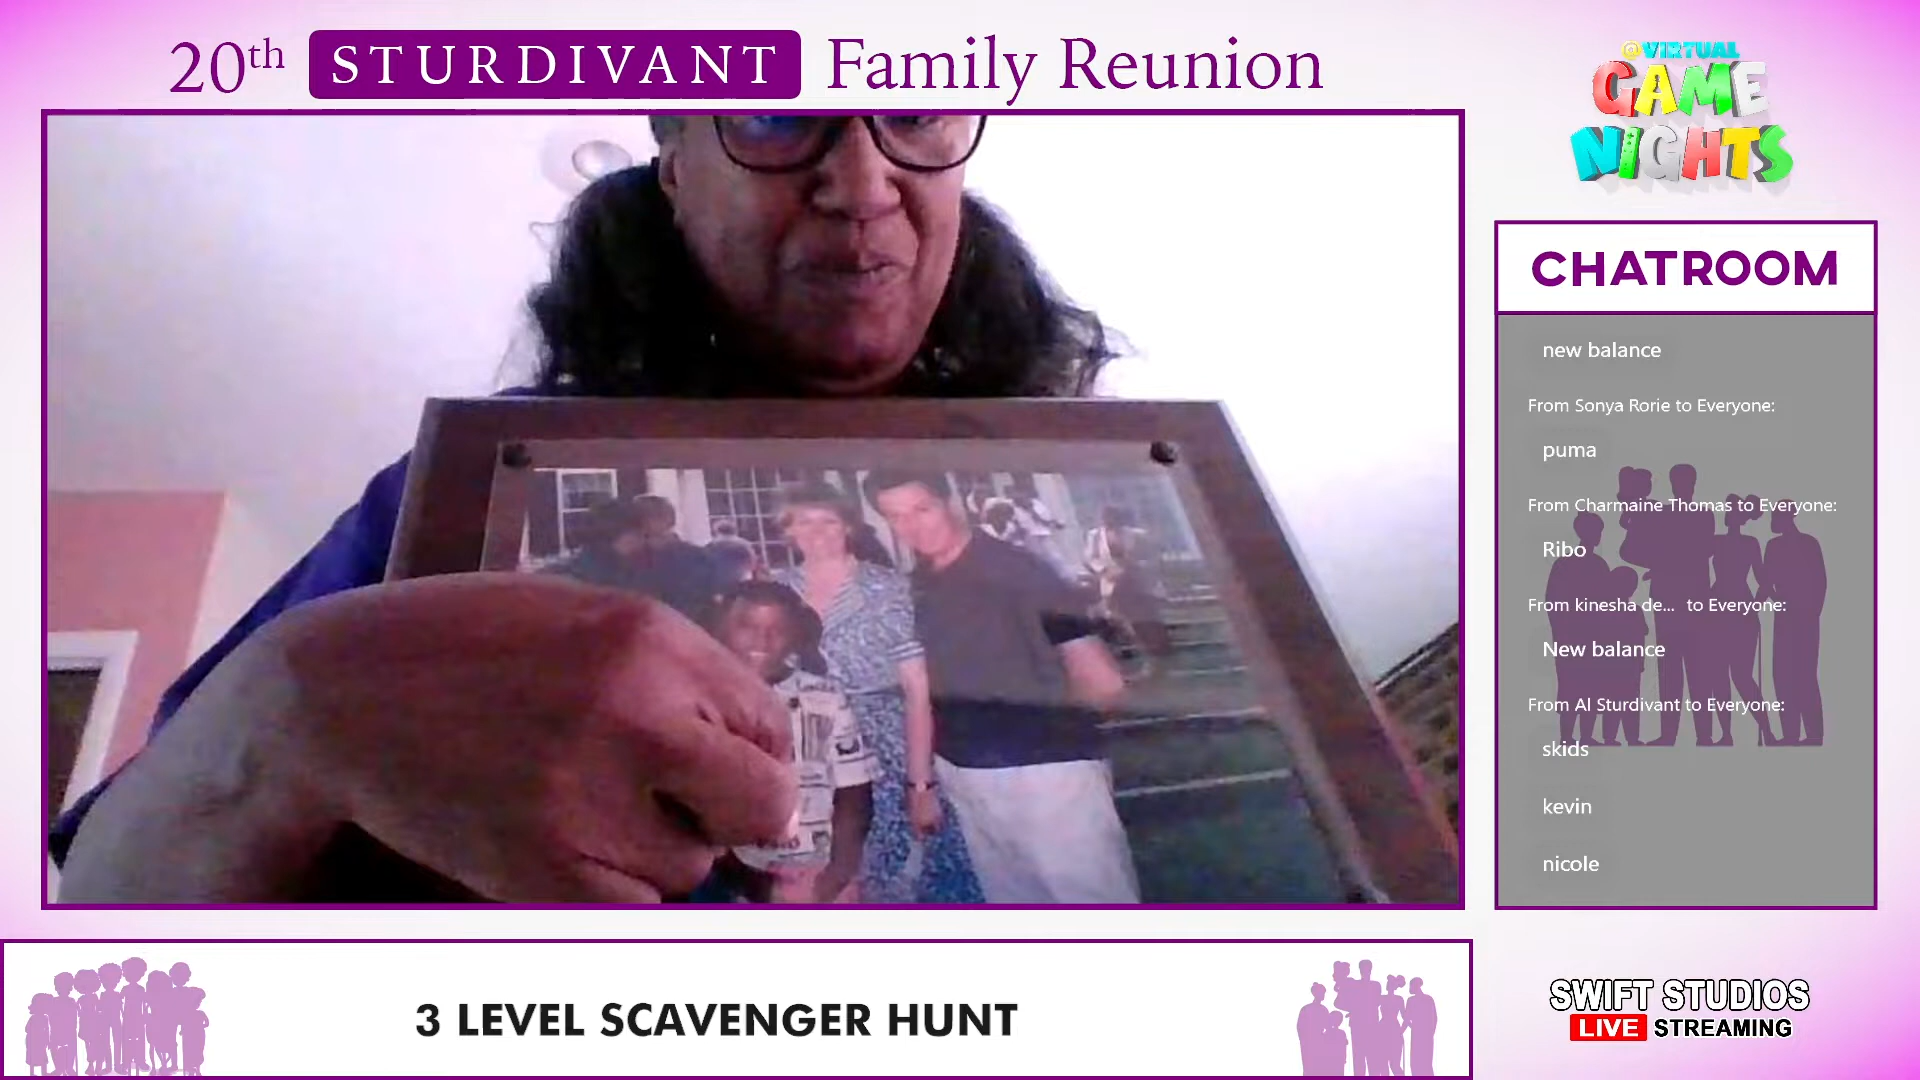 20th STURDIVANT Family Reunion
@VIRTUAL
GAME
NIGHTS
CHATROOM
new balance
From Sonya Rorie to Everyone:
puma
From Charmaine Thomas to Everyone:
Ribo
From kinesha de... to Everyone:
New balance
From Al Sturdivant to Everyone:
skids
kevin
nicole
3 LEVEL SCAVENGER HUNT
SWIFT STUDIOS
LIVE STREAMING